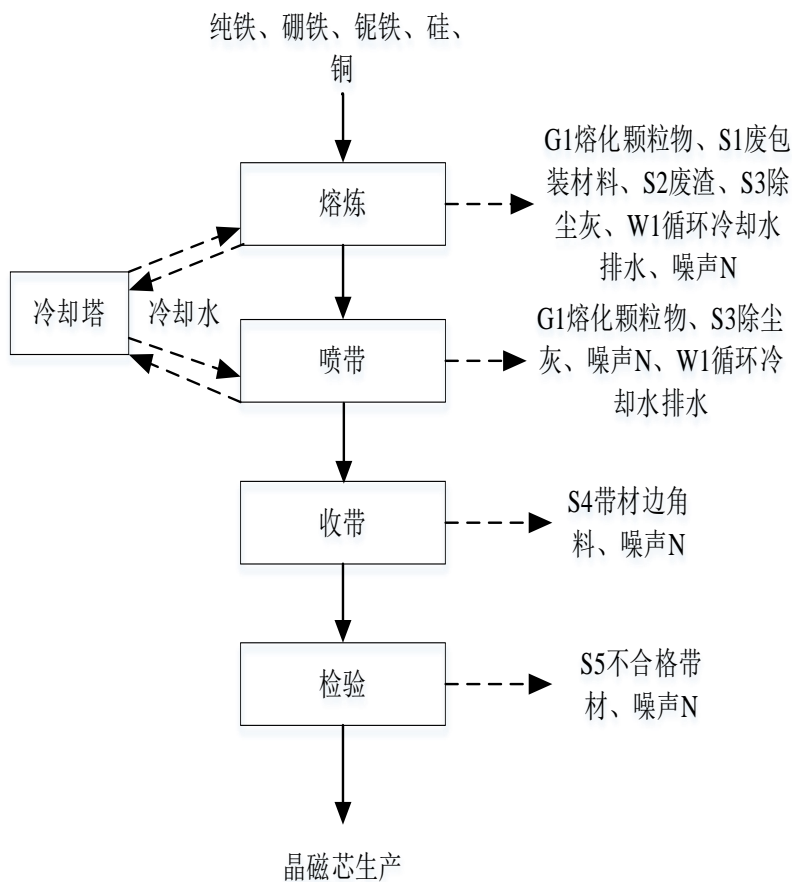 纯铁、硼铁、铌铁、硅、
铜
熔炼
G1熔化颗粒物、S1废包
装材料、S2废渣、S3除
尘灰、W1循环冷却水
排水、噪声N
冷却塔
冷却水
喷带
G1熔化颗粒物、S3除尘
灰、噪声N、W1循环冷
却水排水
收带
S4带材边角
料、噪声N
检验
S5不合格带
材、噪声N
晶磁芯生产